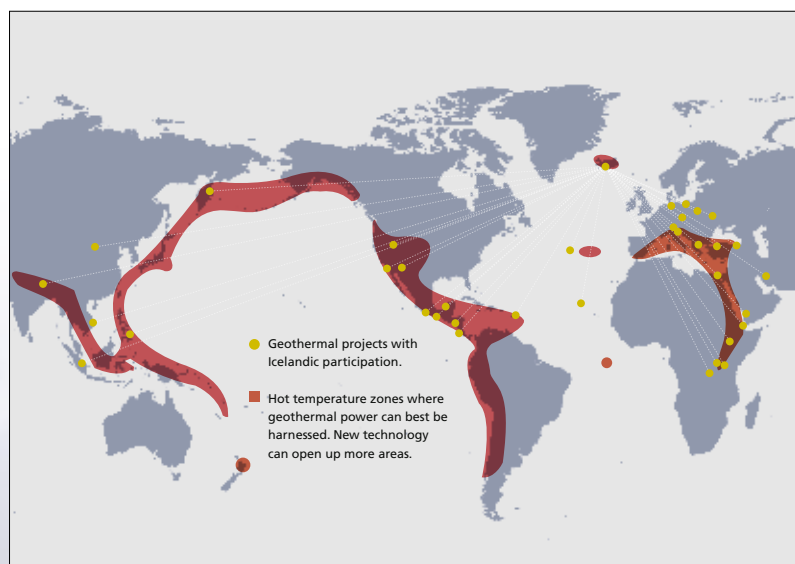 Geothermal projects with
Icelandic participation.
Hot temperature zones where
geothermal power can best be
harnessed. New technology
can open up more areas.